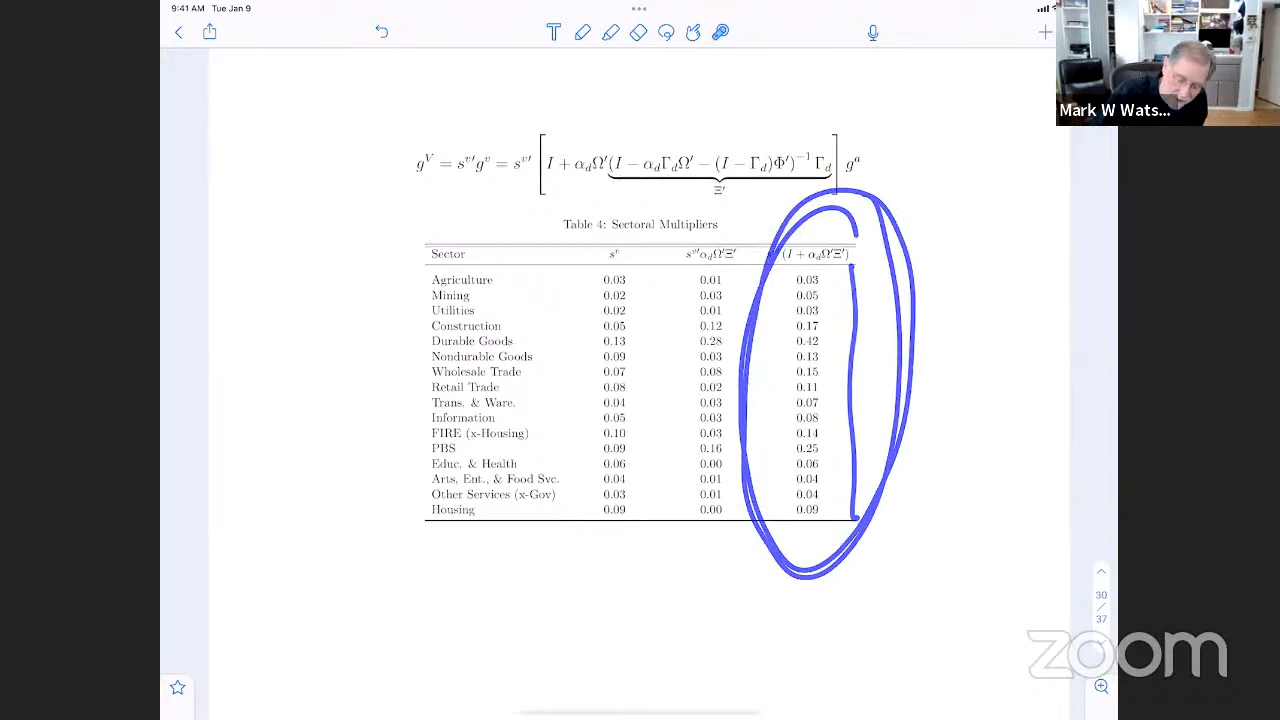 9:41 AM Tue Jan 9
Mark W Wats...
g^V = s^{v}′g^v = s^{v}′ [I + α_dΩ′(I − α_dΓ_dΩ′ − (I − Γ_d)Φ′)^{−1} Γ_d] g^a
Ξ′
Table 4: Sectoral Multipliers
Sector s^v s^{v}′α_dΩ′Ξ′ (I + α_dΩ′Ξ′)
Agriculture 0.03 0.01 0.03
Mining 0.02 0.03 0.05
Utilities 0.02 0.01 0.03
Construction 0.05 0.12 0.17
Durable Goods 0.13 0.28 0.42
Nondurable Goods 0.09 0.03 0.13
Wholesale Trade 0.07 0.08 0.15
Retail Trade 0.08 0.02 0.11
Trans. & Ware. 0.04 0.03 0.07
Information 0.05 0.03 0.08
FIRE (x-Housing) 0.10 0.03 0.14
PBS 0.09 0.16 0.25
Educ. & Health 0.06 0.00 0.06
Arts, Ent., & Food Svc. 0.04 0.01 0.04
Other Services (x-Gov) 0.03 0.01 0.04
Housing 0.09 0.00 0.09
30
/
37
zoom